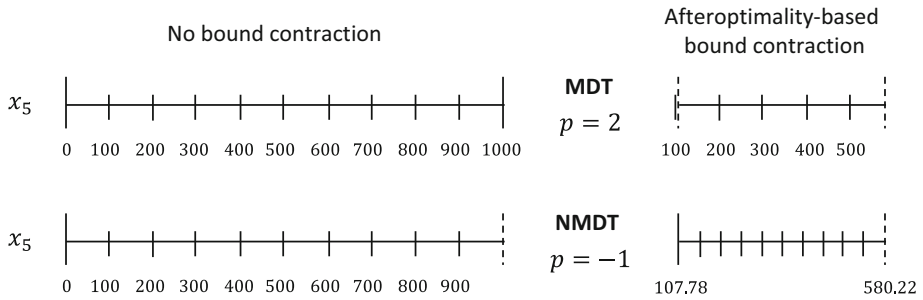 No bound contraction
Afteroptimality-based
bound contraction
x₅
MDT
p = 2
0 100 200 300 400 500 600 700 800 900 1000
100 200 300 400 500
x₅
NMDT
p = −1
0 100 200 300 400 500 600 700 800 900
107.78 580.22